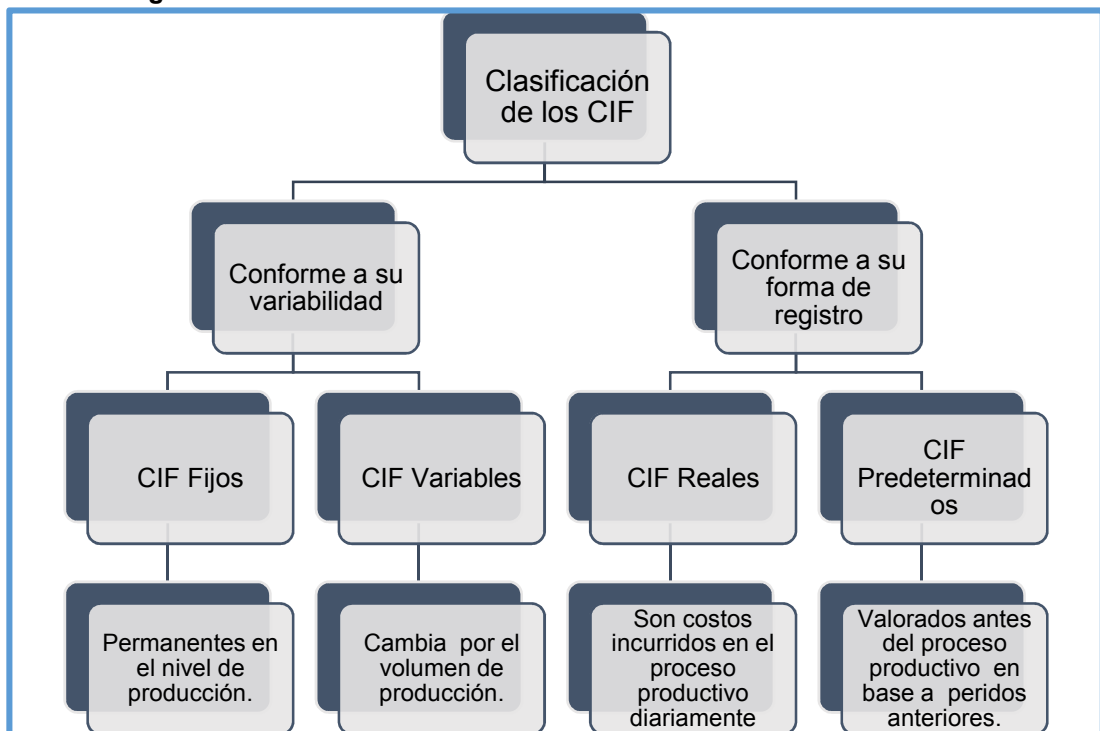 Clasificación
de los CIF
Conforme a su
variabilidad
Conforme a su
forma de
registro
CIF Fijos
CIF Variables
CIF Reales
CIF
Predeterminad
os
Permanentes en
el nivel de
producción.
Cambia por el
volumen de
producción.
Son costos
incurridos en el
proceso
productivo
diariamente
Valorados antes
del proceso
productivo en
base a peridos
anteriores.